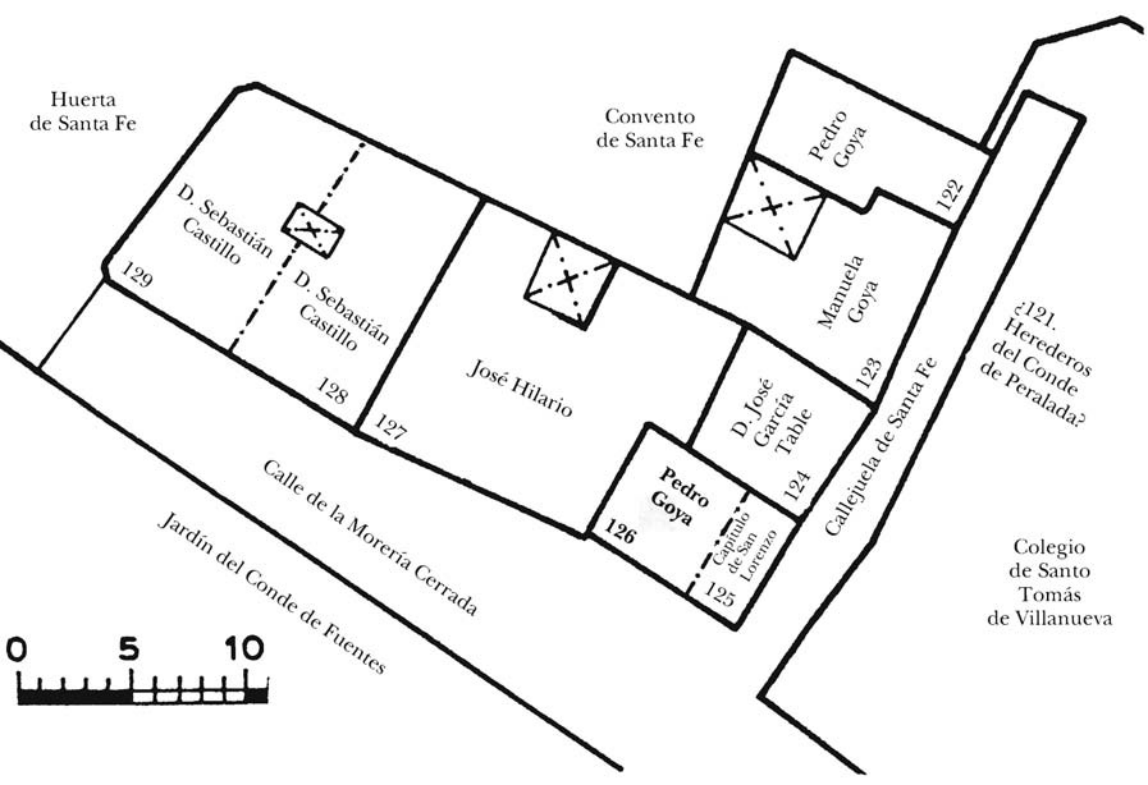 Huerta
de Santa Fe
Convento
de Santa Fe
Pedro
Goya
122
D. Sebastián
Castillo
129
D. Sebastián
Castillo
128
José Hilario
127
Manuela
Goya
123
D. José
García
Table
124
Pedro
Goya
126
Capítulo
de San
Lorenzo
125
Callejuela de Santa Fe
¿121.
Herederos
del Conde
de Peralada?
Calle de la Morería Cerrada
Jardín del Conde de Fuentes
Colegio
de Santo
Tomás
de Villanueva
0 5 10